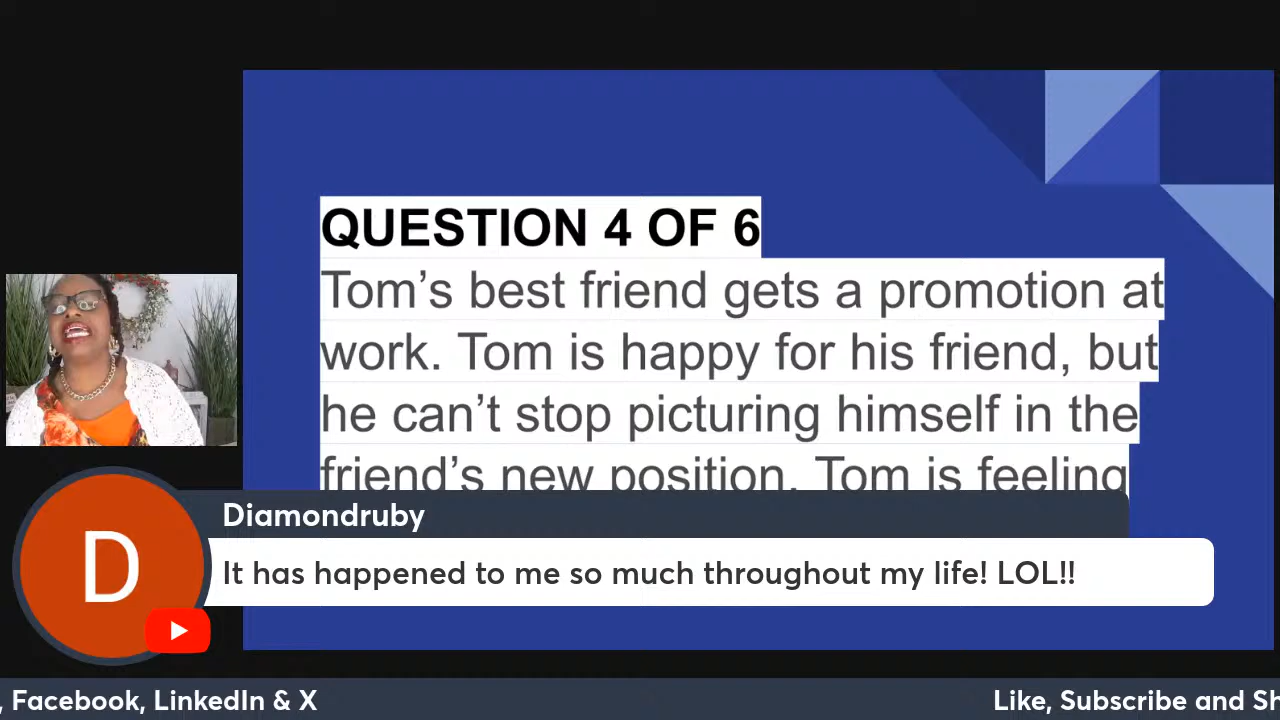 QUESTION 4 OF 6
Tom’s best friend gets a promotion at
work. Tom is happy for his friend, but
he can’t stop picturing himself in the
friend’s new position. Tom is feeling
D
Diamondruby
It has happened to me so much throughout my life! LOL!!
, Facebook, LinkedIn & X
Like, Subscribe and Sh